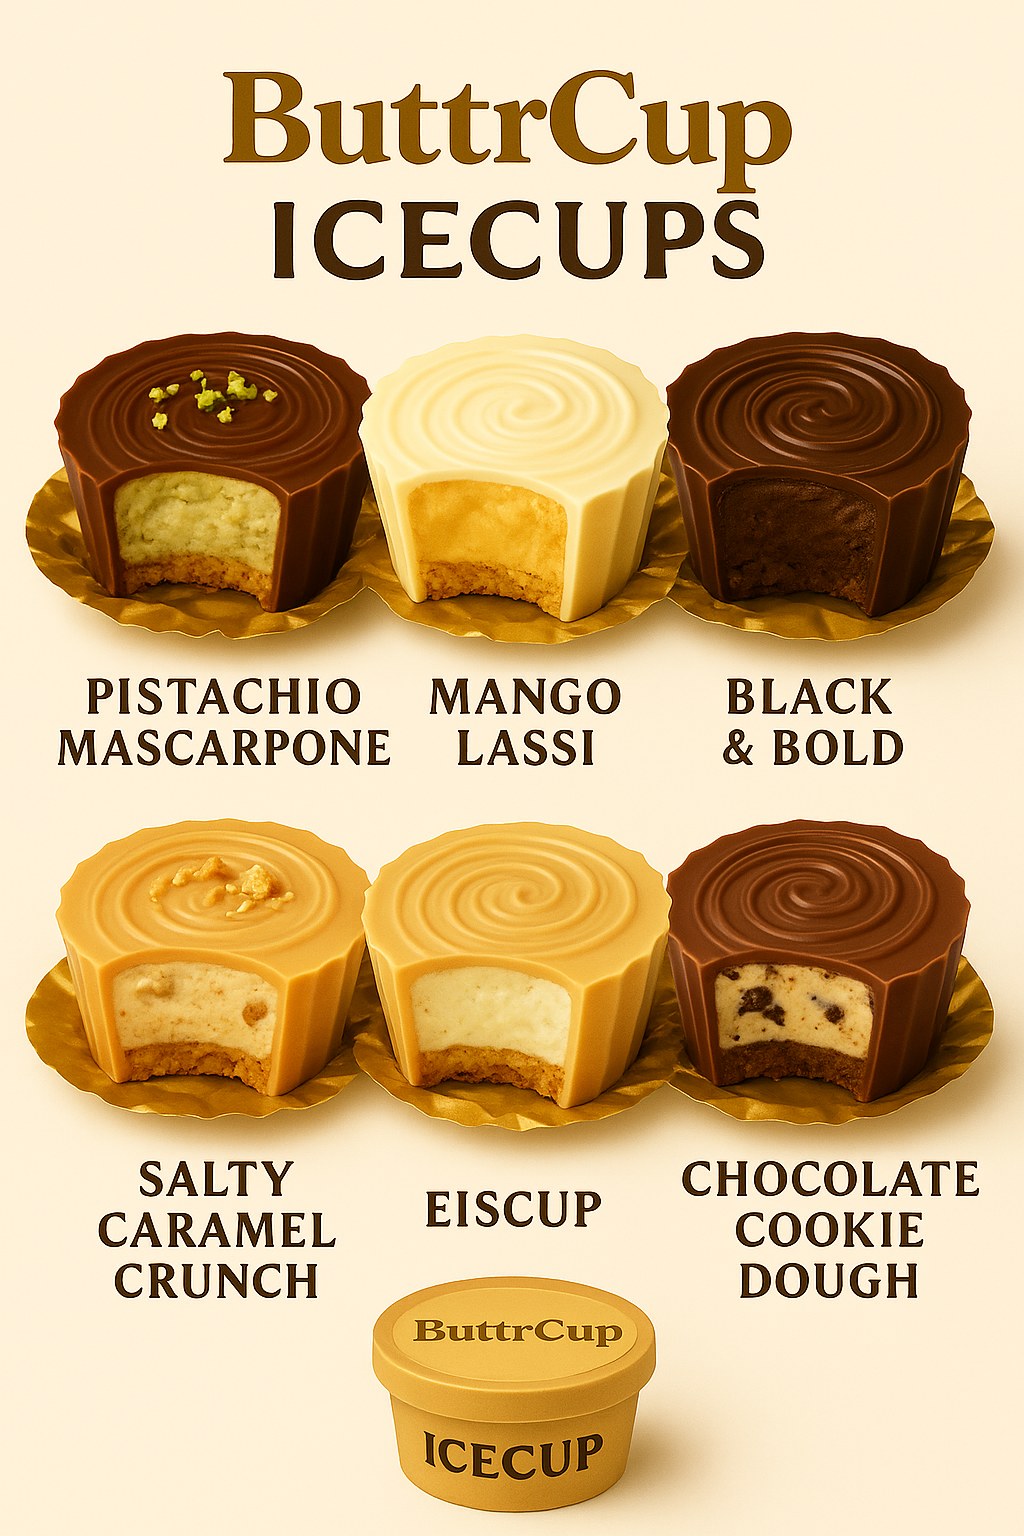 ButtrCup
ICECUPS
PISTACHIO
MASCARPONE
MANGO
LASSI
BLACK
& BOLD
SALTY
CARAMEL
CRUNCH
EISCUP
CHOCOLATE
COOKIE
DOUGH
ButtrCup
ICECUP